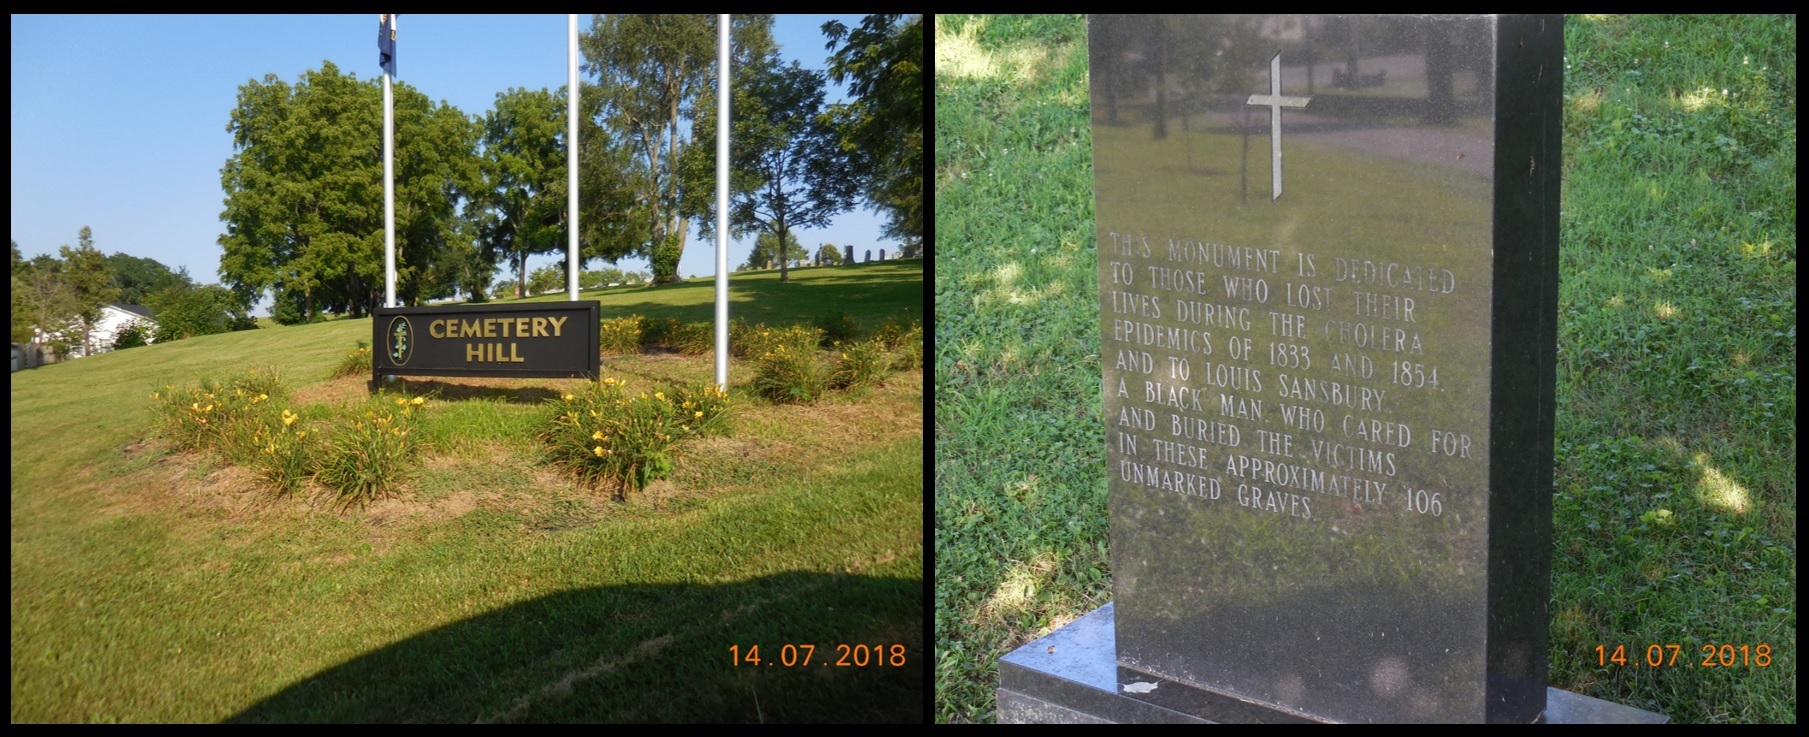 CEMETERY
HILL
14.07.2018
THIS MONUMENT IS DEDICATED
TO THOSE WHO LOST THEIR
LIVES DURING THE CHOLERA
EPIDEMICS OF 1833 AND 1854.
AND TO LOUIS SANSBURY,
A BLACK MAN WHO CARED FOR
AND BURIED THE VICTIMS
IN THESE APPROXIMATELY 106
UNMARKED GRAVES.
14.07.2018